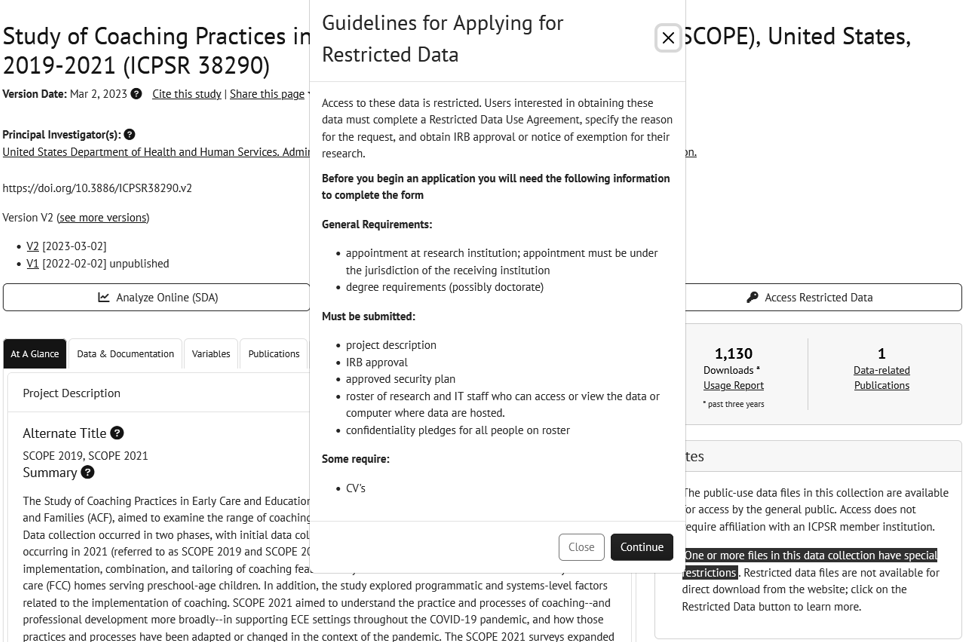 Study of Coaching Practices in
SCOPE), United States,
2019-2021 (ICPSR 38290)
Version Date: Mar 2, 2023 Cite this study | Share this page
Principal Investigator(s):
United States Department of Health and Human Services. Admin
on.
https://doi.org/10.3886/ICPSR38290.v2
Version V2 (see more versions)
• V2 [2023-03-02]
• V1 [2022-02-02] unpublished
Analyze Online (SDA)
Access Restricted Data
At A Glance
Data & Documentation
Variables
Publications
Project Description
Alternate Title
SCOPE 2019, SCOPE 2021
Summary
The Study of Coaching Practices in Early Care and Education
and Families (ACF), aimed to examine the range of coaching
Data collection occurred in two phases, with initial data col
occurring in 2021 (referred to as SCOPE 2019 and SCOPE 20
implementation, combination, and tailoring of coaching feat
care (FCC) homes serving preschool-age children. In addition, the study explored programmatic and systems-level factors
related to the implementation of coaching. SCOPE 2021 aimed to understand the practice and processes of coaching--and
professional development more broadly--in supporting ECE settings throughout the COVID-19 pandemic, and how those
practices and processes have been adapted or changed in the context of the pandemic. The SCOPE 2021 surveys expanded
Guidelines for Applying for
Restricted Data
Access to these data is restricted. Users interested in obtaining these
data must complete a Restricted Data Use Agreement, specify the reason
for the request, and obtain IRB approval or notice of exemption for their
research.
Before you begin an application you will need the following information
to complete the form
General Requirements:
• appointment at research institution; appointment must be under
the jurisdiction of the receiving institution
• degree requirements (possibly doctorate)
Must be submitted:
• project description
• IRB approval
• approved security plan
• roster of research and IT staff who can access or view the data or
computer where data are hosted.
• confidentiality pledges for all people on roster
Some require:
• CV's
Close
Continue
1,130
Downloads *
Usage Report
* past three years
1
Data-related
Publications
tes
The public-use data files in this collection are available
for access by the general public. Access does not
require affiliation with an ICPSR member institution.
One or more files in this data collection have special
restrictions. Restricted data files are not available for
direct download from the website; click on the
Restricted Data button to learn more.